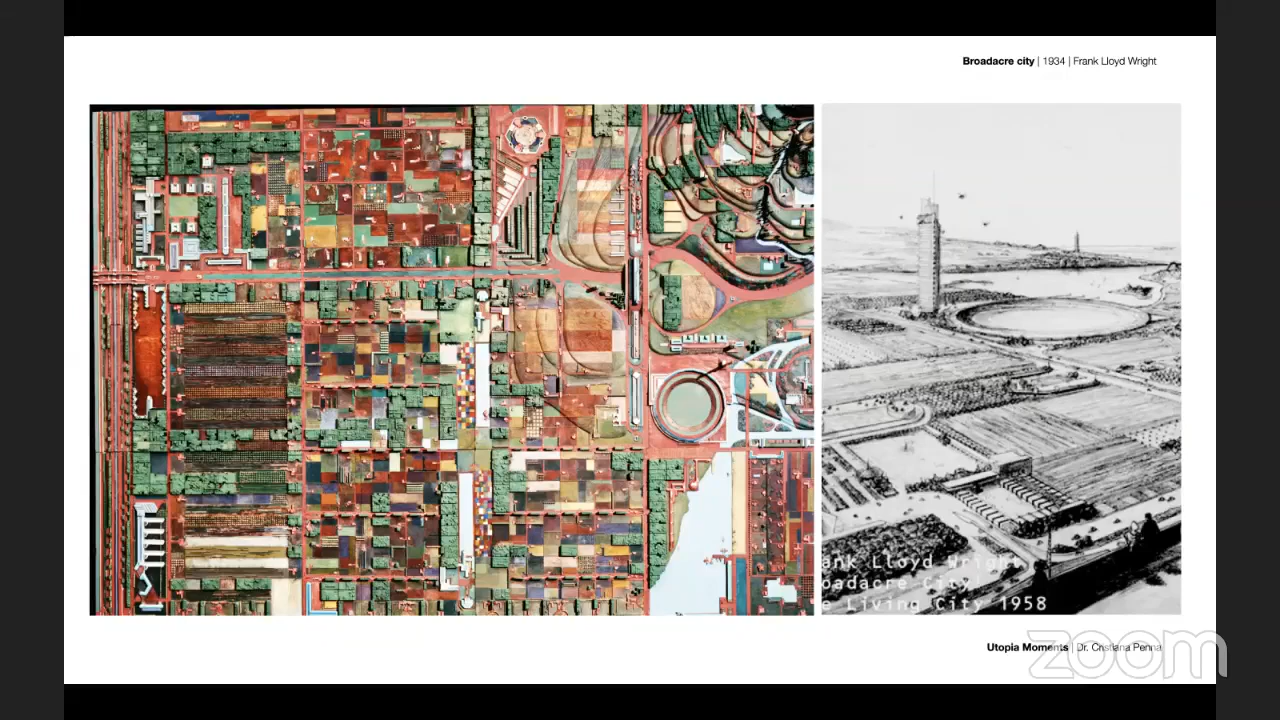 Broadacre city | 1934 | Frank Lloyd Wright
ank Lloyd Wright
oadacre City
e Living City 1958
Utopia Moments | Dr. Cristiana Penna
zoom